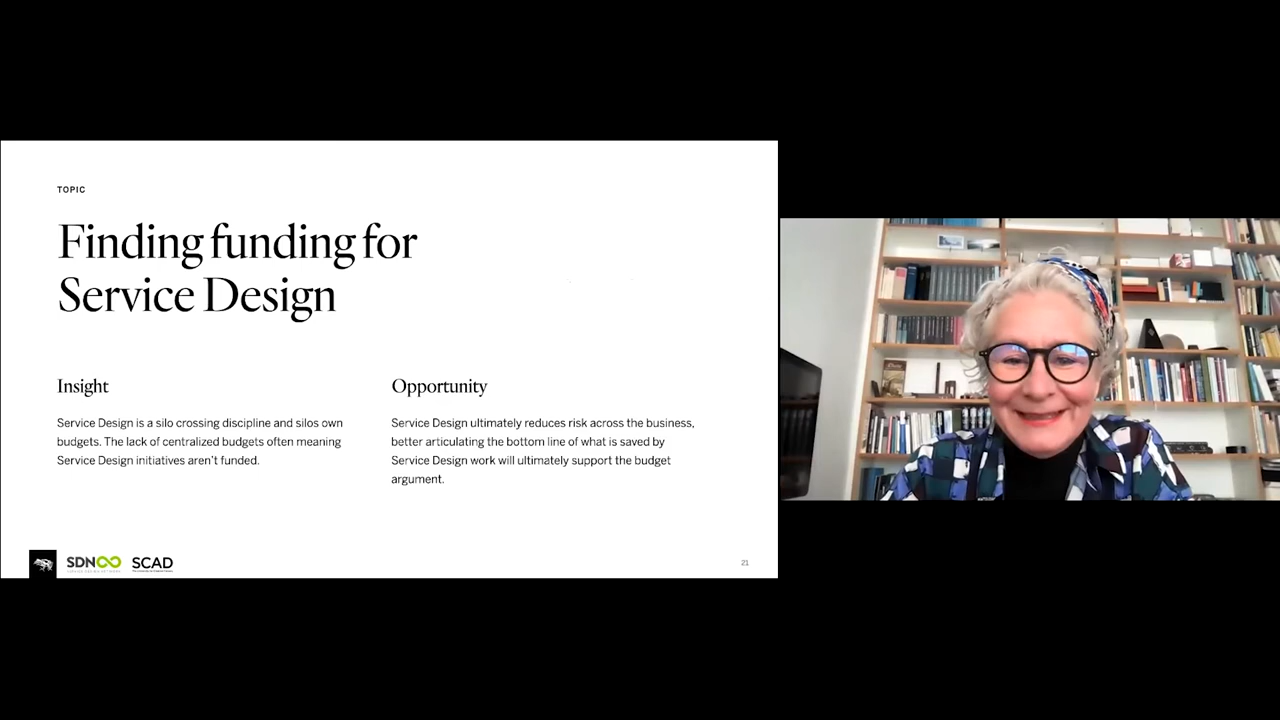 TOPIC
Finding funding for
Service Design
Insight
Service Design is a silo crossing discipline and silos own
budgets. The lack of centralized budgets often meaning
Service Design initiatives aren't funded.
Opportunity
Service Design ultimately reduces risk across the business,
better articulating the bottom line of what is saved by
Service Design work will ultimately support the budget
argument.
SDN
SCAD
21